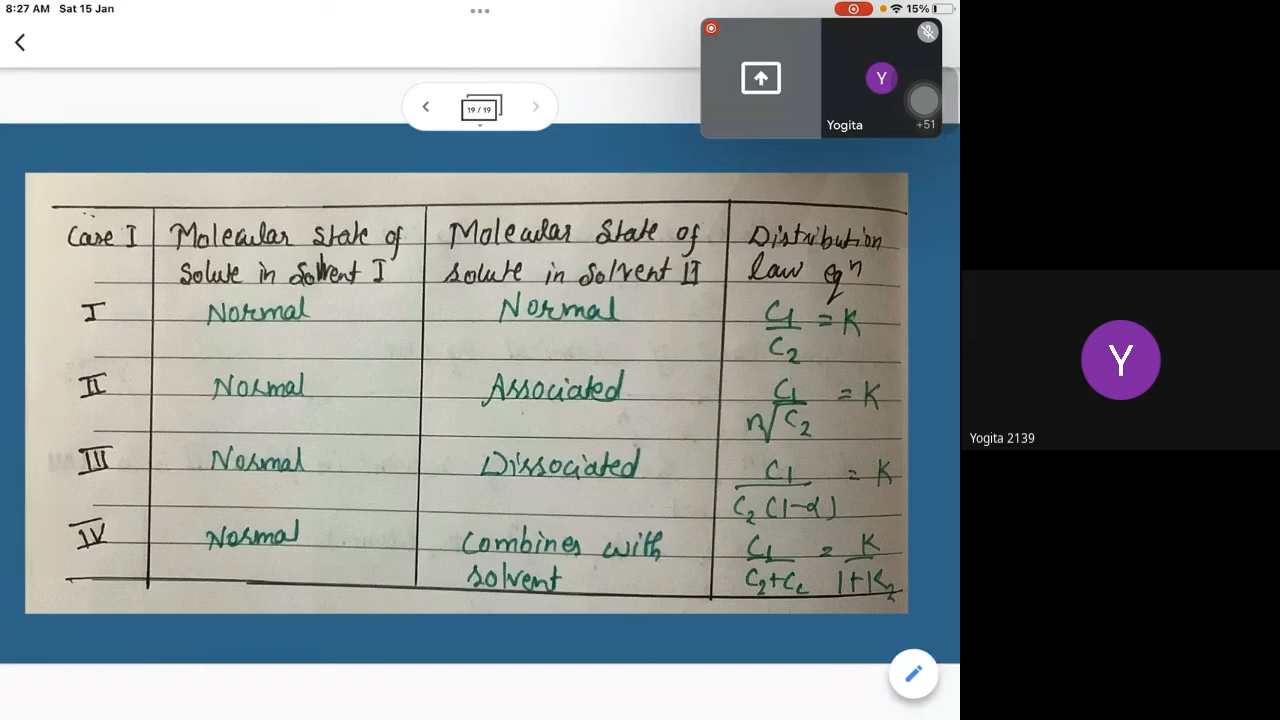 8:27 AM Sat 15 Jan
15%
19 / 19
Y
Yogita
+51
Case I Molecular State of Molecular State of Distribution
Solute in Solvent I solute in Solvent II law eqⁿ
I Normal Normal C1/C2 = K
II Normal Associated C1/n√C2 = K
III Normal Dissociated C1/C2(1-α) = K
IV Normal Combines with C1/C2+Cc = K/1+K2
solvent
Y
Yogita 2139